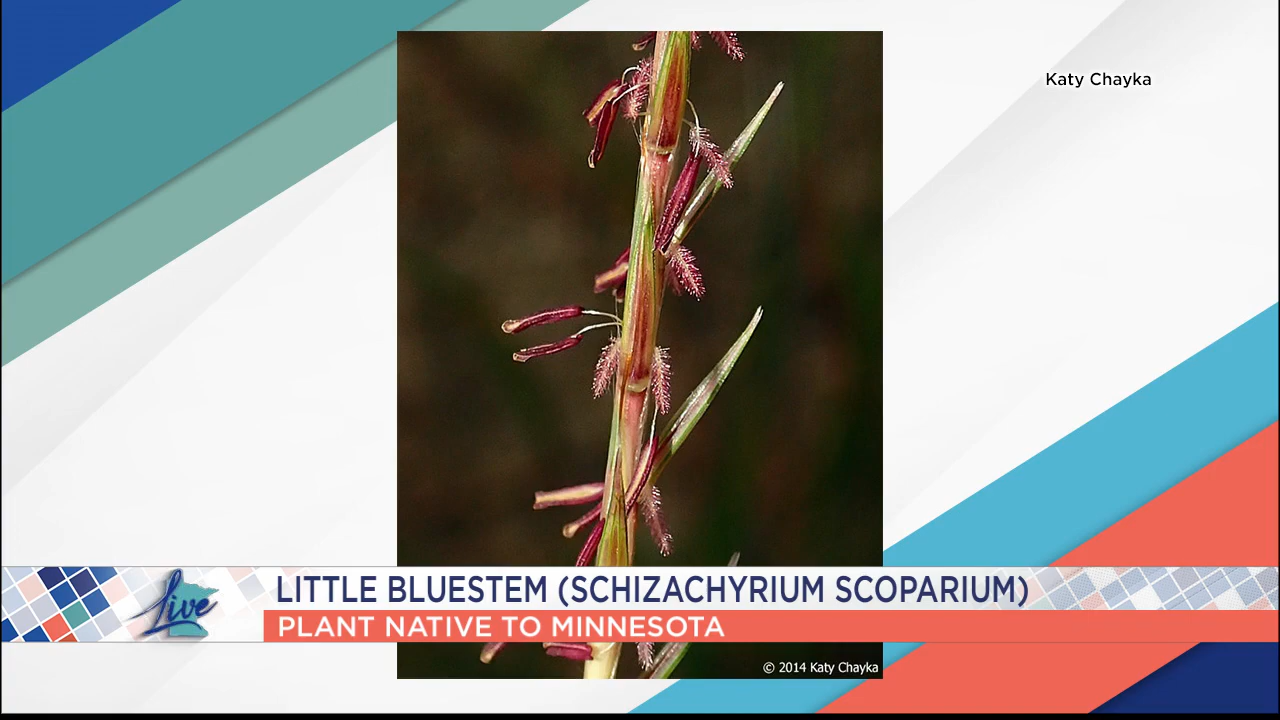 Katy Chayka
Live
LITTLE BLUESTEM (SCHIZACHYRIUM SCOPARIUM)
PLANT NATIVE TO MINNESOTA
© 2014 Katy Chayka